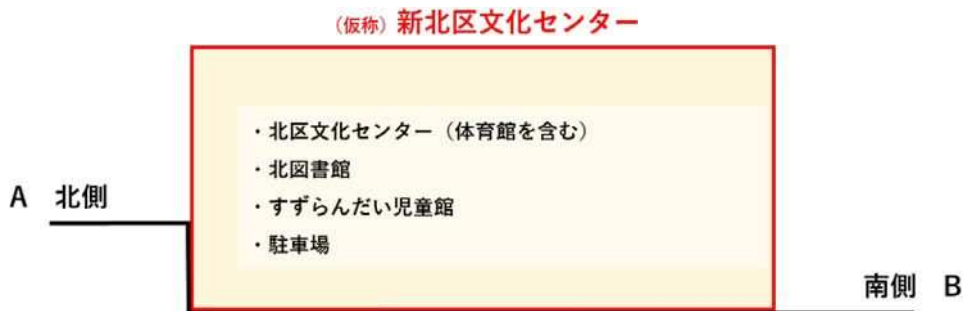 （仮称）新北区文化センター
・北区文化センター（体育館を含む）
・北図書館
・すずらんだい児童館
・駐車場
A 北側
南側 B